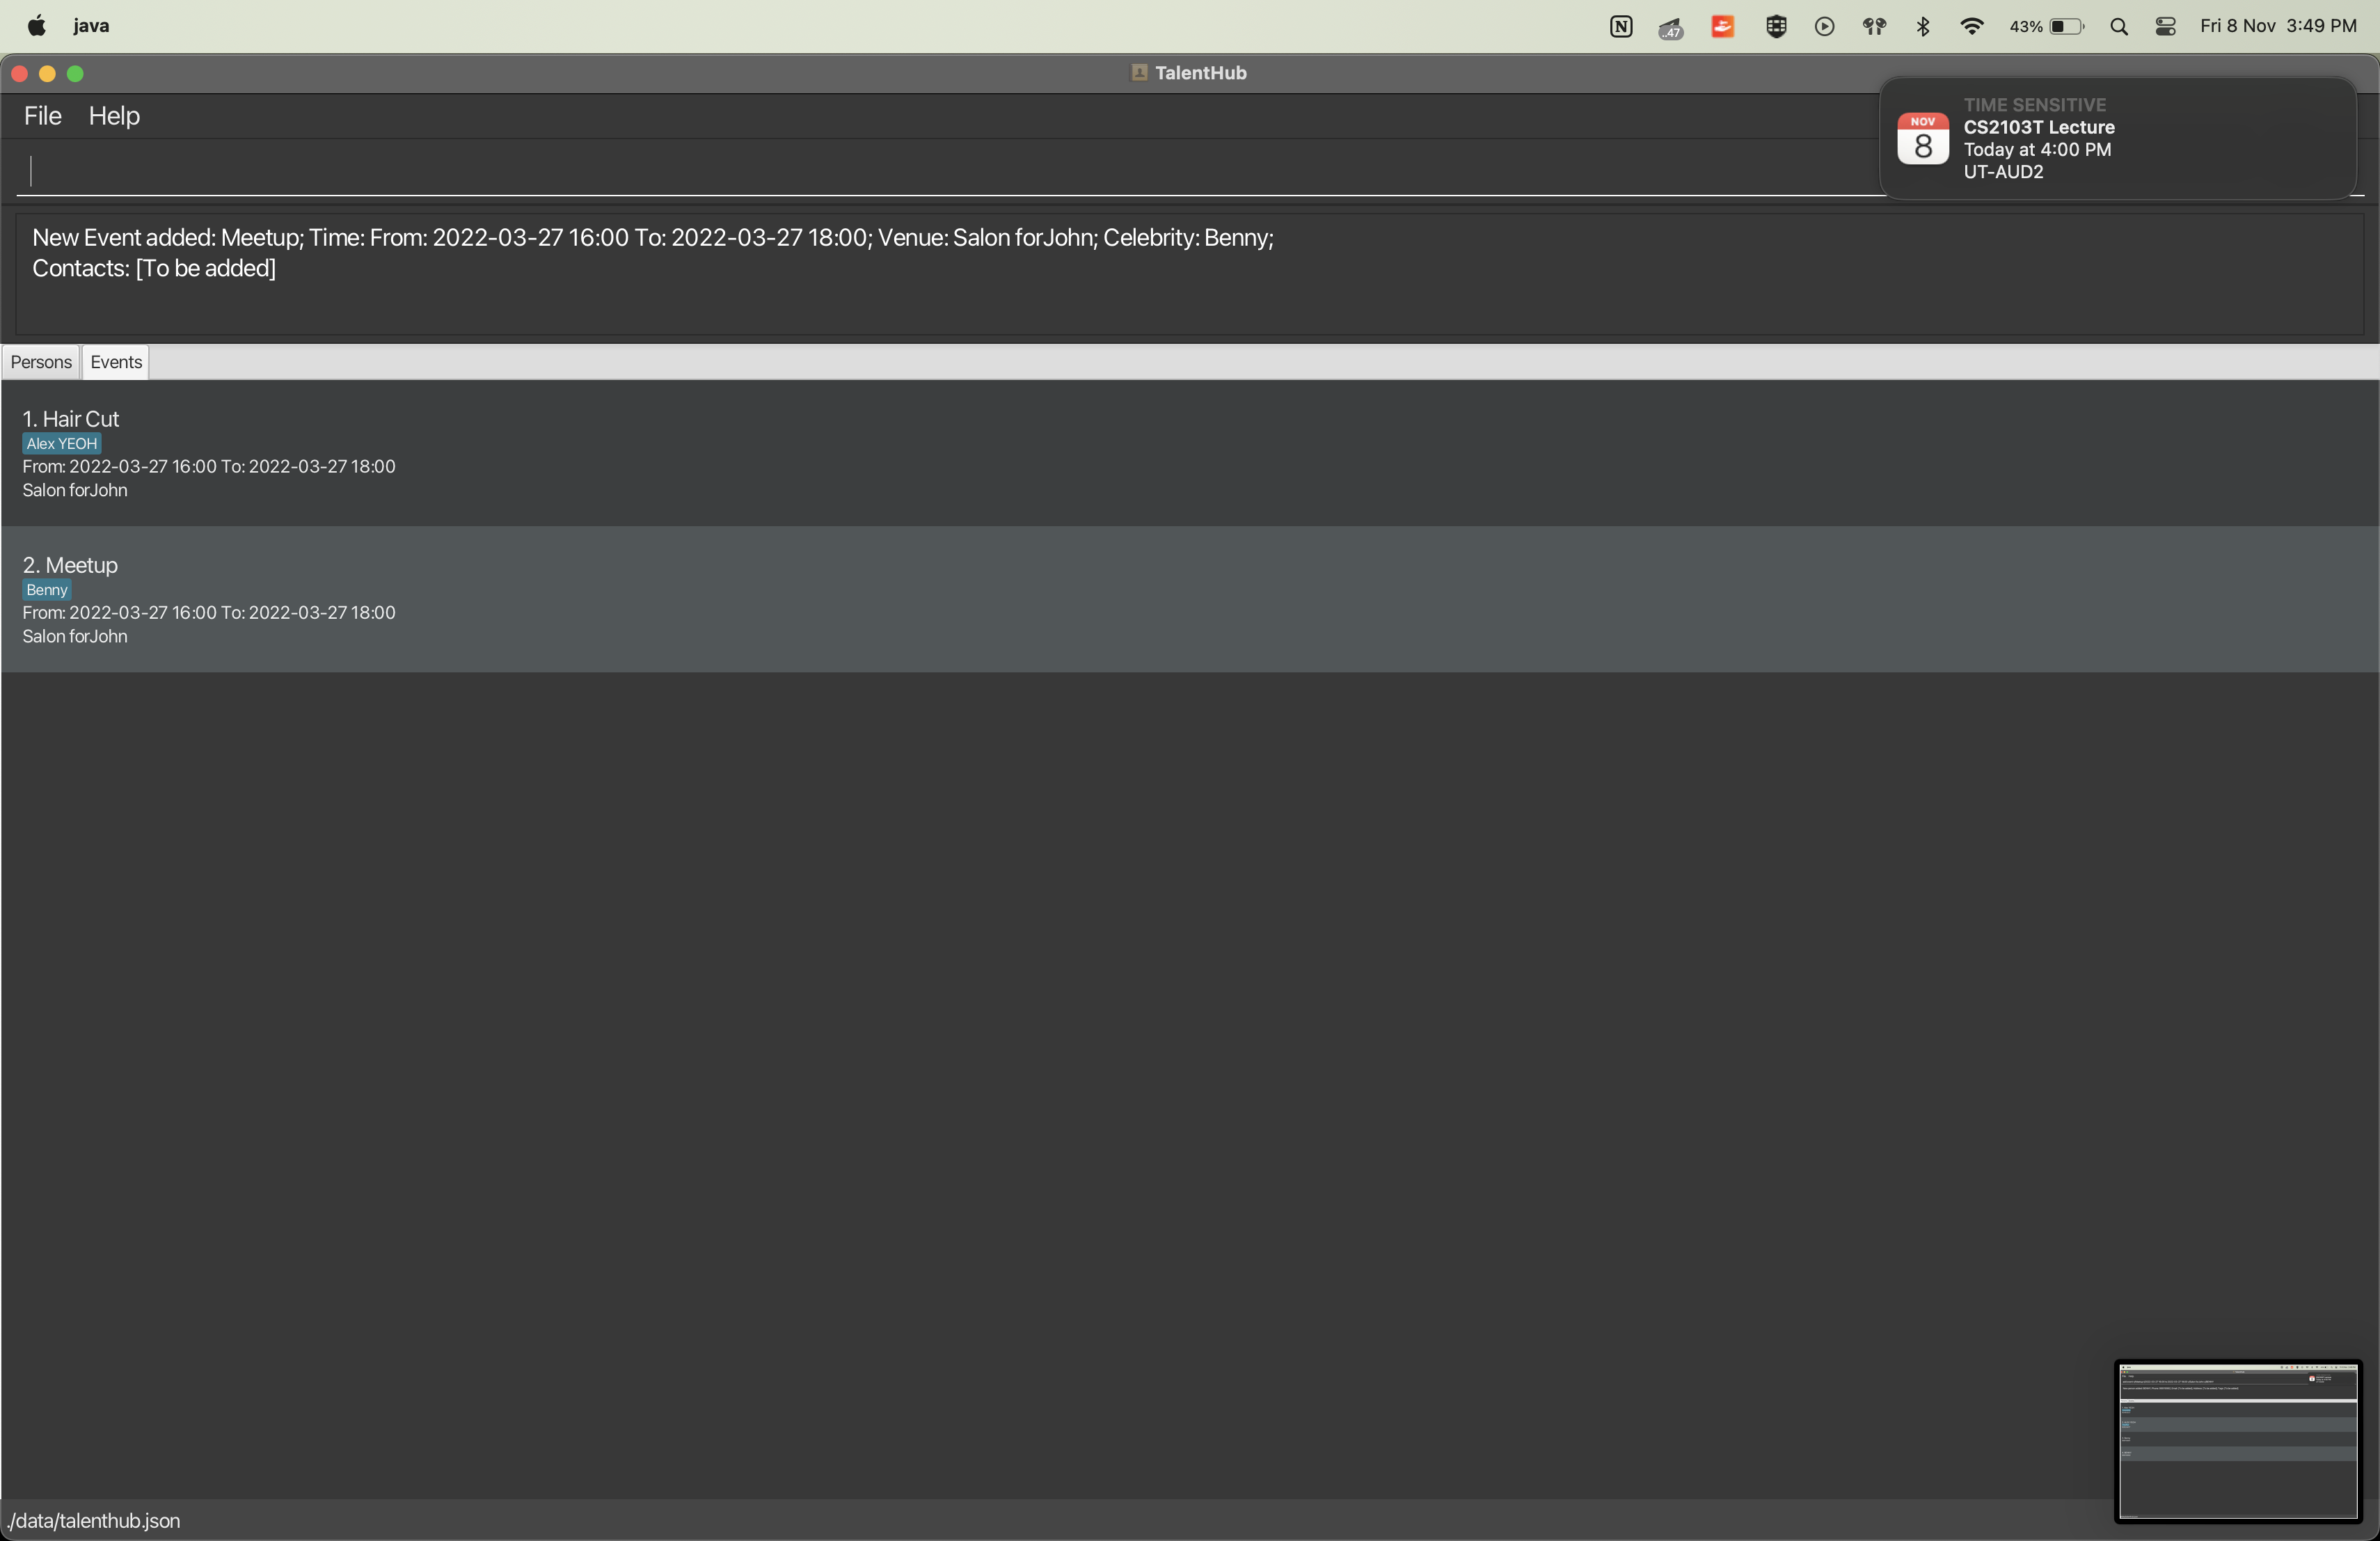 java
N
..47
43%
Fri 8 Nov 3:49 PM
TalentHub
File Help
TIME SENSITIVE
NOV
8
CS2103T Lecture
Today at 4:00 PM
UT-AUD2
New Event added: Meetup; Time: From: 2022-03-27 16:00 To: 2022-03-27 18:00; Venue: Salon forJohn; Celebrity: Benny;
Contacts: [To be added]
Persons Events
1. Hair Cut
Alex YEOH
From: 2022-03-27 16:00 To: 2022-03-27 18:00
Salon forJohn
2. Meetup
Benny
From: 2022-03-27 16:00 To: 2022-03-27 18:00
Salon forJohn
./data/talenthub.json